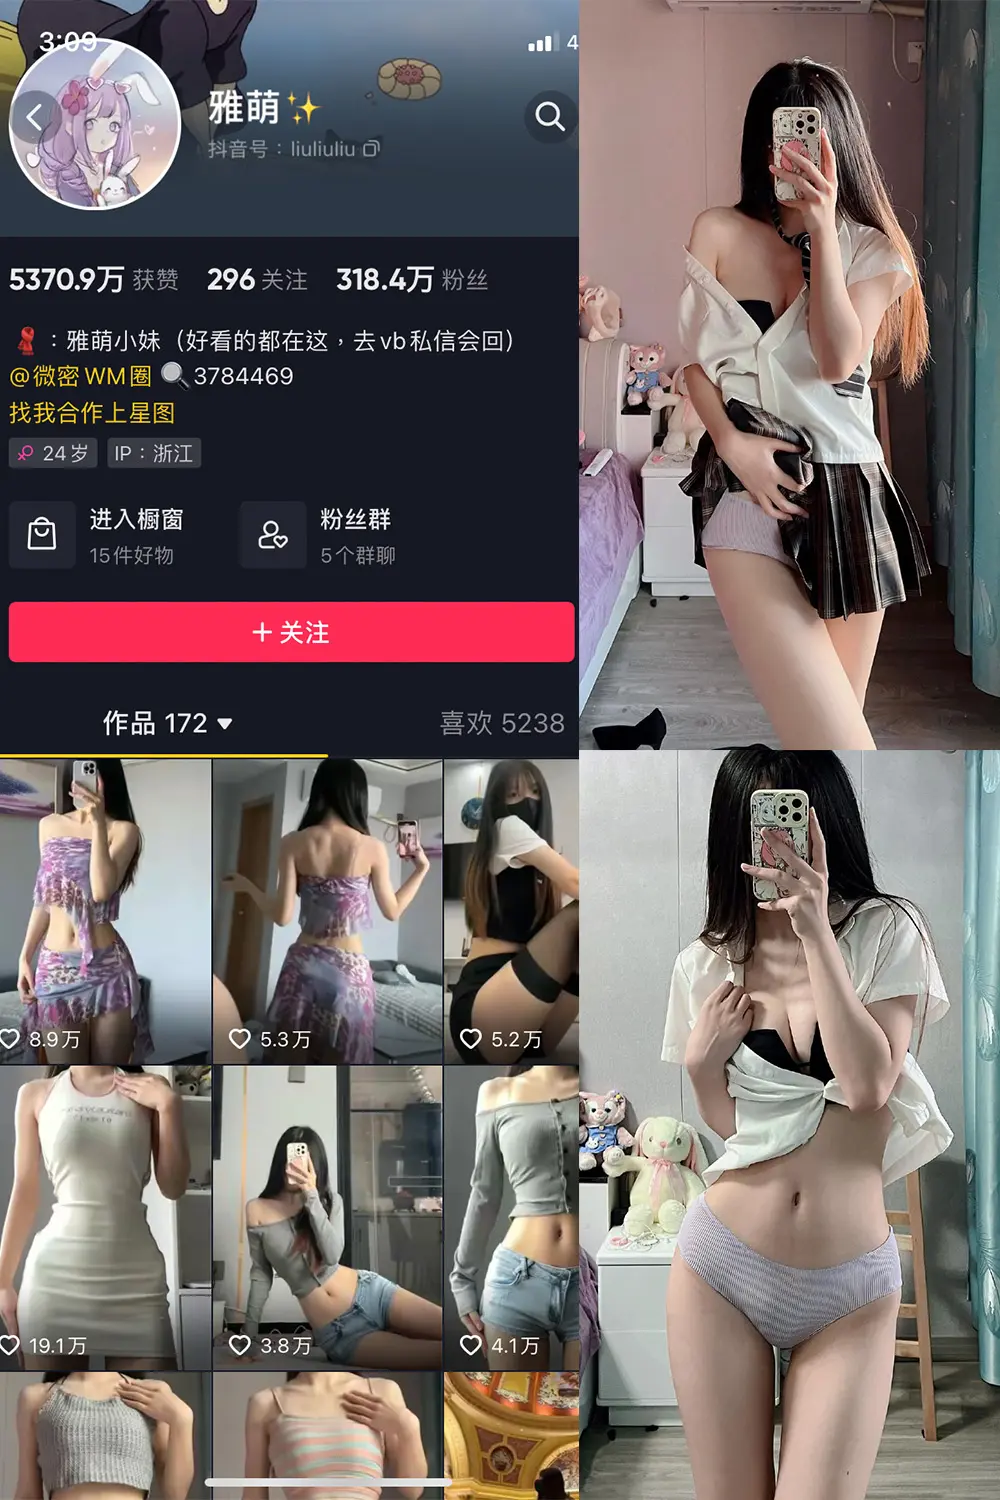 3:09
4
雅萌✨
抖音号：liuliuliu
5370.9万 获赞 296 关注 318.4万 粉丝
：雅萌小妹（好看的都在这，去vb私信会回）
@微密WM圈 🔍3784469
找我合作上星图
♀ 24岁 IP：浙江
进入橱窗
15件好物
粉丝群
5个群聊
＋关注
作品 172 ▼ 喜欢 5238
8.9万 5.3万 5.2万
19.1万 3.8万 4.1万